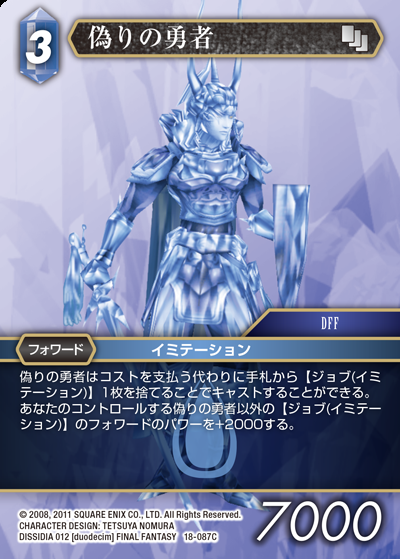 3
偽りの勇者
DFF
フォワード
イミテーション
偽りの勇者はコストを支払う代わりに手札から【ジョブ(イミ
テーション)】1枚を捨てることでキャストすることができる。
あなたのコントロールする偽りの勇者以外の【ジョブ(イミテー
ション)】のフォワードのパワーを+2000する。
© 2008, 2011 SQUARE ENIX CO., LTD. All Rights Reserved.
CHARACTER DESIGN: TETSUYA NOMURA
DISSIDIA 012 [duodecim] FINAL FANTASY 18-087C
7000